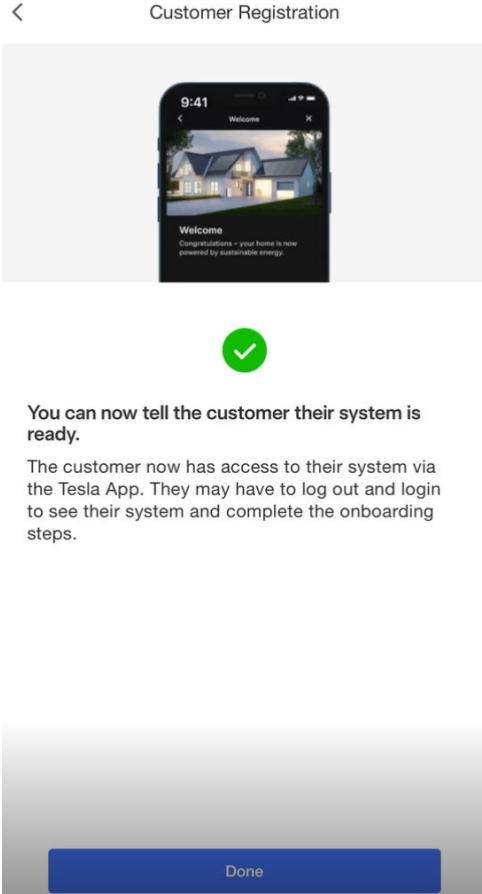 Customer Registration
9:41
Welcome
Welcome
Congratulations – your home is now
powered by sustainable energy.
You can now tell the customer their system is
ready.
The customer now has access to their system via
the Tesla App. They may have to log out and login
to see their system and complete the onboarding
steps.
Done